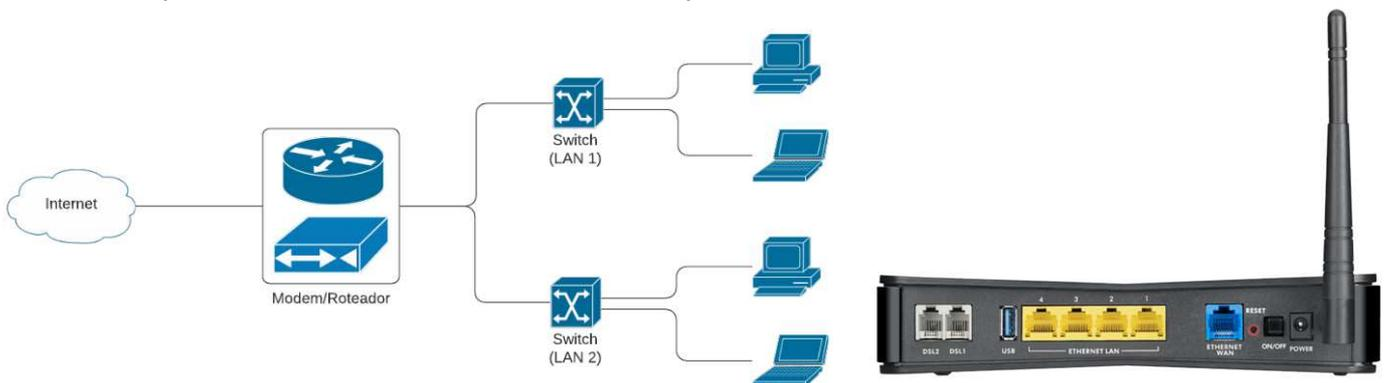 Internet
Modem/Roteador
Switch
(LAN 1)
Switch
(LAN 2)
4 3 2 1
RESET
DSL2 DSL1 USB ETHERNET LAN ETHERNET
WAN ON/OFF POWER